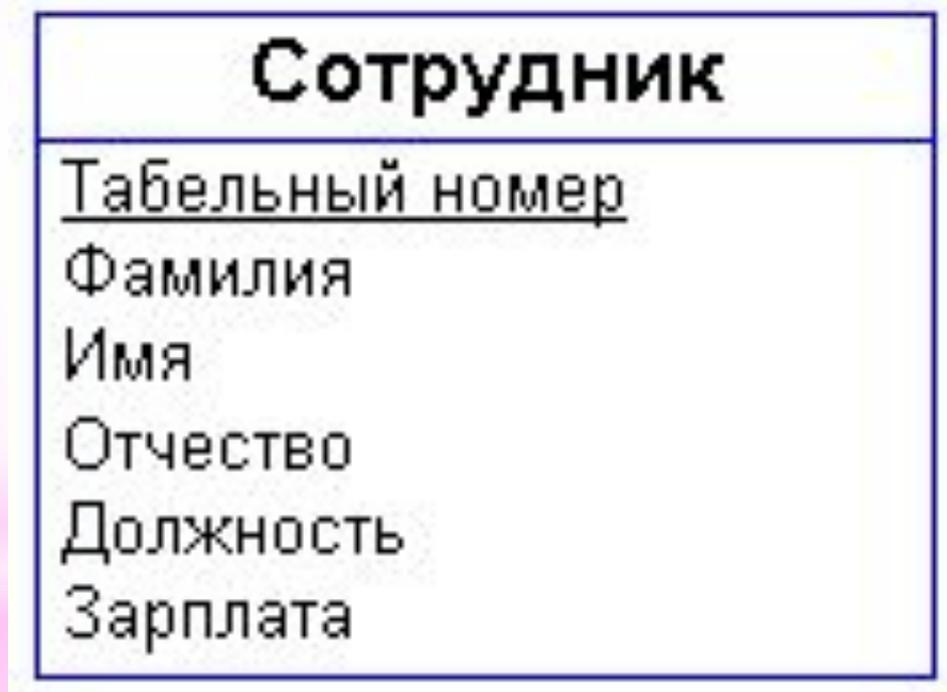 Сотрудник
Табельный номер
Фамилия
Имя
Отчество
Должность
Зарплата